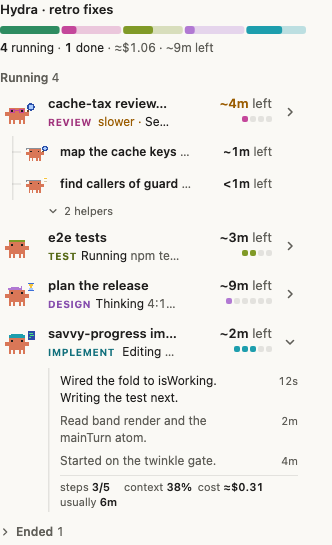 Hydra · retro fixes
4 running · 1 done · ≈$1.06 · ~9m left
Running 4
cache-tax review... ~4m left
REVIEW slower · Se...
map the cache keys ... ~1m left
find callers of guard ... <1m left
2 helpers
e2e tests ~3m left
TEST Running npm te...
plan the release ~9m left
DESIGN Thinking 4:1...
savvy-progress im... ~2m left
IMPLEMENT Editing ...
Wired the fold to isWorking. 12s
Writing the test next.
Read band render and the 2m
mainTurn atom.
Started on the twinkle gate. 4m
steps 3/5 context 38% cost ≈$0.31
usually 6m
Ended 1